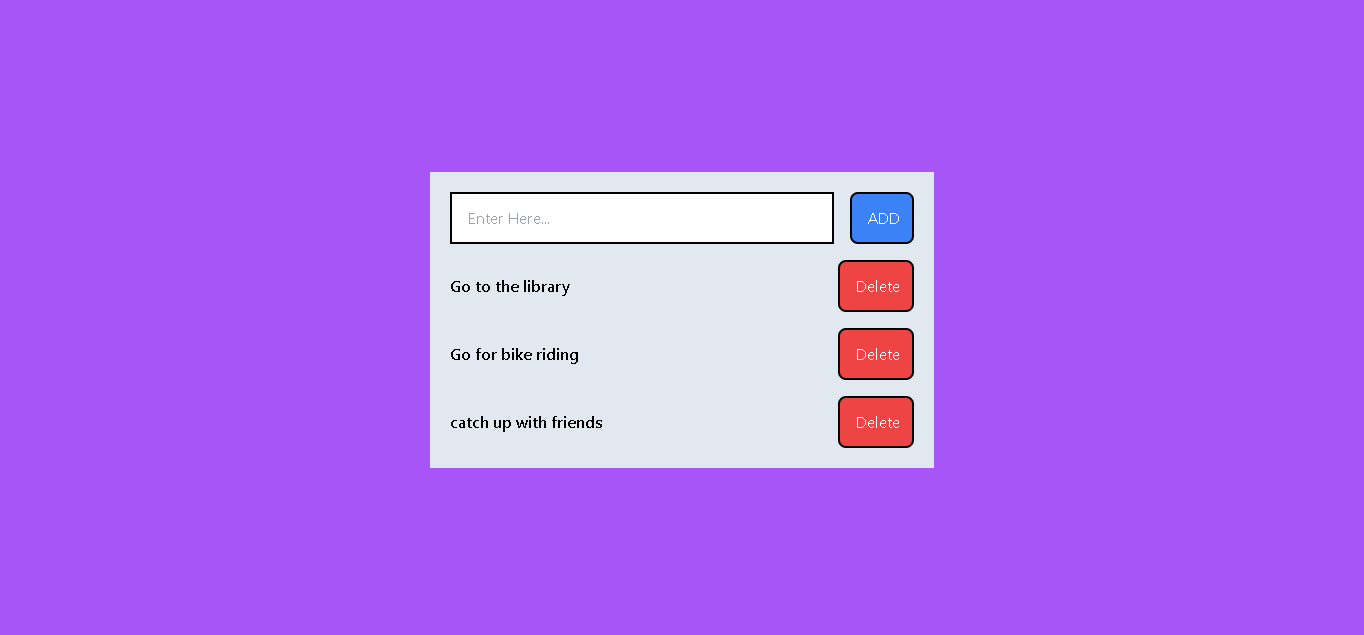 Enter Here...
ADD
Go to the library
Delete
Go for bike riding
Delete
catch up with friends
Delete